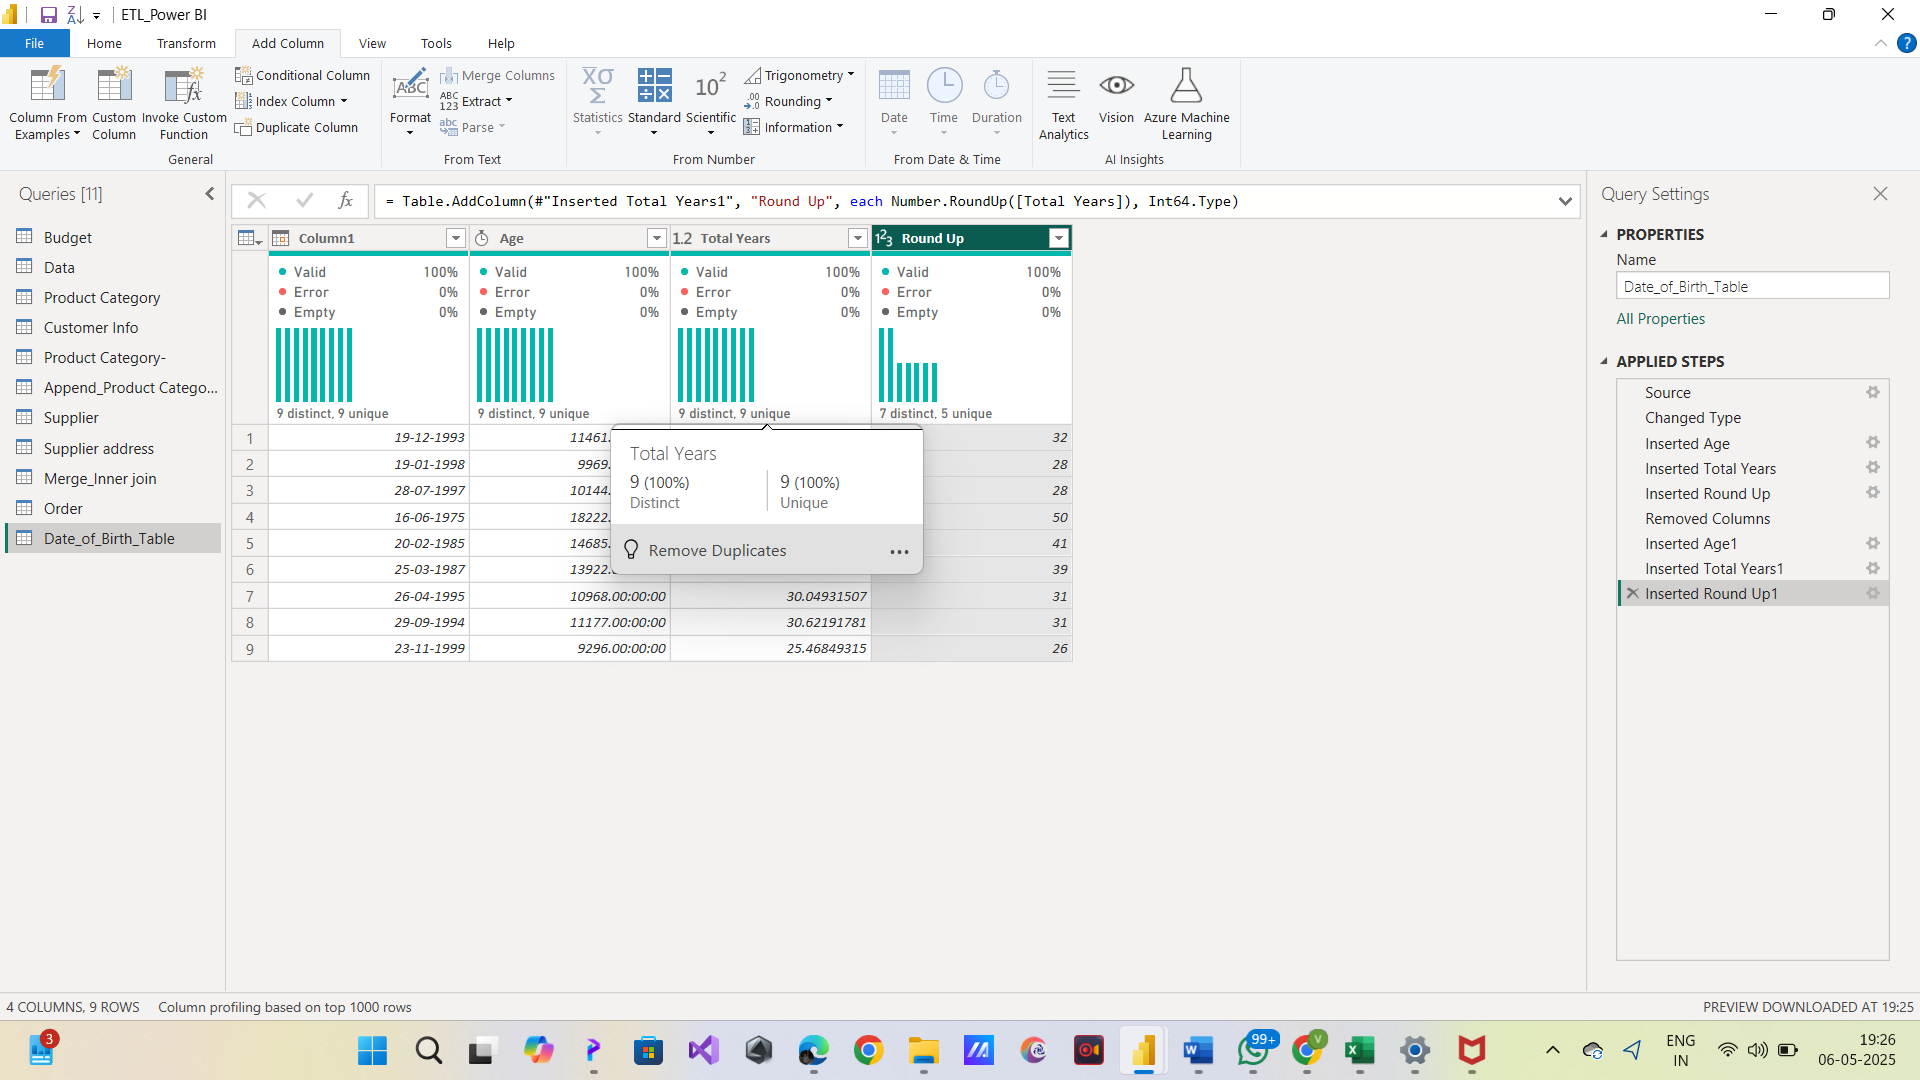 ETL_Power BI
File Home Transform Add Column View Tools Help
Column From Examples
Custom Column
Invoke Custom Function
Conditional Column
Index Column
Duplicate Column
General
ABC
Format
Merge Columns
ABC 123 Extract
abc Parse
From Text
XΣσ
Statistics
Standard
10²
Scientific
Trigonometry
.00 →.0 Rounding
Information
From Number
Date
Time
Duration
From Date & Time
Text Analytics
Vision
Azure Machine Learning
AI Insights
Queries [11]
Budget
Data
Product Category
Customer Info
Product Category-
Append_Product Catego...
Supplier
Supplier address
Merge_Inner join
Order
Date_of_Birth_Table
fx = Table.AddColumn(#"Inserted Total Years1", "Round Up", each Number.RoundUp([Total Years]), Int64.Type)
Column1 Age 1.2 Total Years 1²3 Round Up
Valid 100% Valid 100% Valid 100% Valid 100%
Error 0% Error 0% Error 0% Error 0%
Empty 0% Empty 0% Empty 0% Empty 0%
9 distinct, 9 unique 9 distinct, 9 unique 9 distinct, 9 unique 7 distinct, 5 unique
1 19-12-1993 11461. 32
2 19-01-1998 9969. 28
3 28-07-1997 10144. 28
4 16-06-1975 18222. 50
5 20-02-1985 14685. 41
6 25-03-1987 13922. 39
7 26-04-1995 10968.00:00:00 30.04931507 31
8 29-09-1994 11177.00:00:00 30.62191781 31
9 23-11-1999 9296.00:00:00 25.46849315 26
Total Years
9 (100%) 9 (100%)
Distinct Unique
Remove Duplicates ...
Query Settings
PROPERTIES
Name
Date_of_Birth_Table
All Properties
APPLIED STEPS
Source
Changed Type
Inserted Age
Inserted Total Years
Inserted Round Up
Removed Columns
Inserted Age1
Inserted Total Years1
Inserted Round Up1
4 COLUMNS, 9 ROWS Column profiling based on top 1000 rows PREVIEW DOWNLOADED AT 19:25
3
99+
V
ENG
IN
19:26
06-05-2025